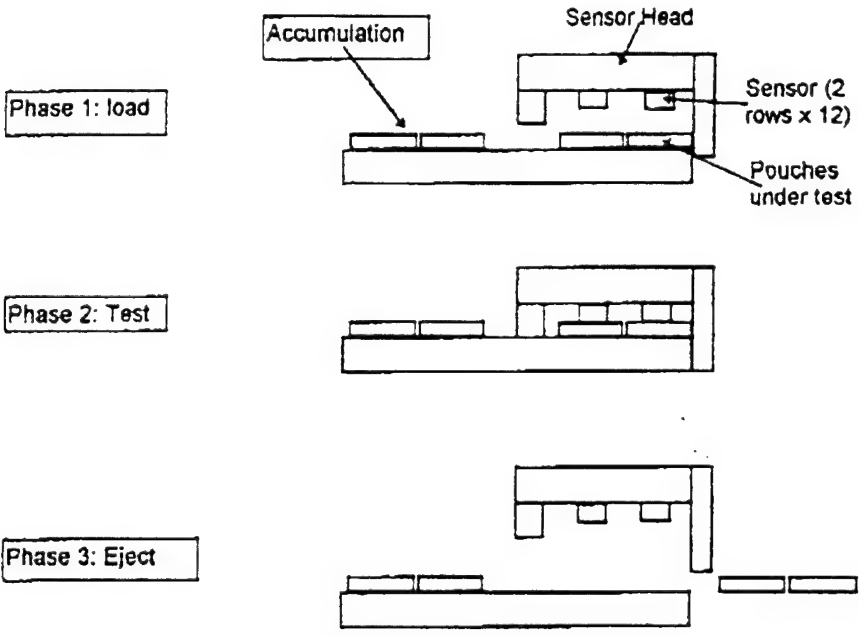 Sensor Head
Accumulation
Phase 1: load
Sensor (2
rows x 12)
Pouches
under test
Phase 2: Test
Phase 3: Eject